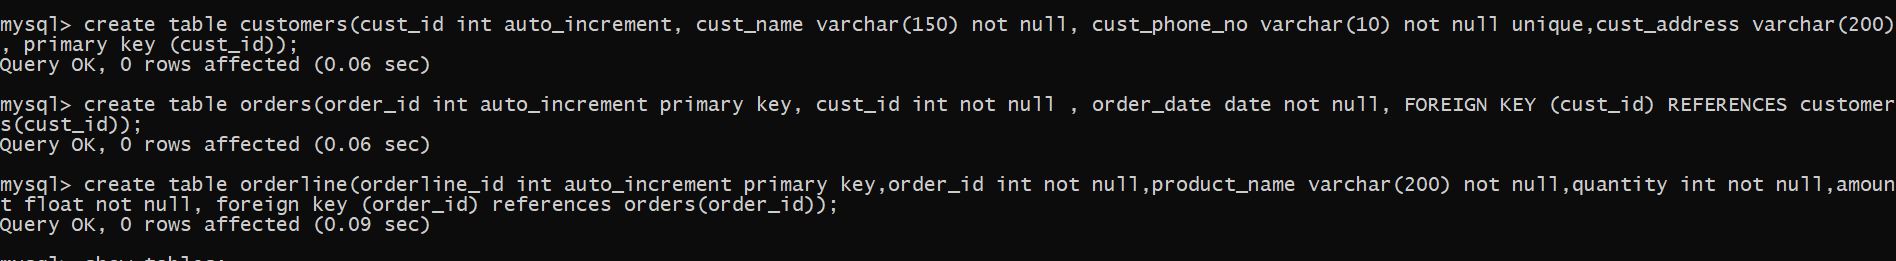 mysql> create table customers(cust_id int auto_increment, cust_name varchar(150) not null, cust_phone_no varchar(10) not null unique,cust_address varchar(200)
, primary key (cust_id));
Query OK, 0 rows affected (0.06 sec)
mysql> create table orders(order_id int auto_increment primary key, cust_id int not null , order_date date not null, FOREIGN KEY (cust_id) REFERENCES customer
s(cust_id));
Query OK, 0 rows affected (0.06 sec)
mysql> create table orderline(orderline_id int auto_increment primary key,order_id int not null,product_name varchar(200) not null,quantity int not null,amoun
t float not null, foreign key (order_id) references orders(order_id));
Query OK, 0 rows affected (0.09 sec)
mysql> show tables;